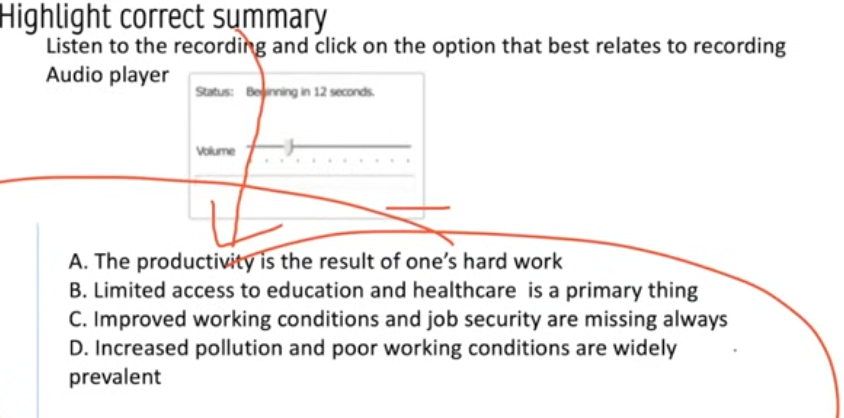 Highlight correct summary
Listen to the recording and click on the option that best relates to recording
Audio player
Status: Beginning in 12 seconds.
Volume
A. The productivity is the result of one's hard work
B. Limited access to education and healthcare is a primary thing
C. Improved working conditions and job security are missing always
D. Increased pollution and poor working conditions are widely
prevalent